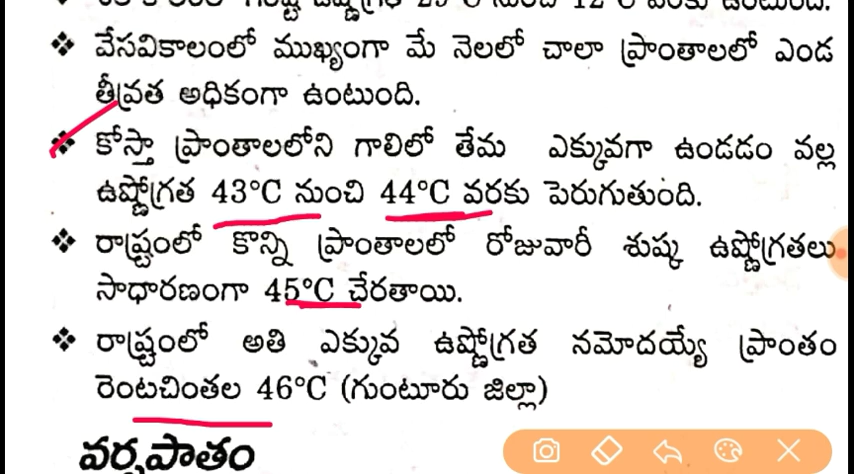 ❖ వేసవికాలంలో ముఖ్యంగా మే నెలలో చాలా ప్రాంతాలలో ఎండ
తీవ్రత అధికంగా ఉంటుంది.
❖ కోస్తా ప్రాంతాలలోని గాలిలో తేమ ఎక్కువగా ఉండడం వల్ల
ఉష్ణోగ్రత 43°C నుంచి 44°C వరకు పెరుగుతుంది.
❖ రాష్ట్రంలో కొన్ని ప్రాంతాలలో రోజువారీ శుష్క ఉష్ణోగ్రతలు
సాధారణంగా 45°C చేరతాయి.
❖ రాష్ట్రంలో అతి ఎక్కువ ఉష్ణోగ్రత నమోదయ్యే ప్రాంతం
రెంటచింతల 46°C (గుంటూరు జిల్లా)
వర్షపాతం